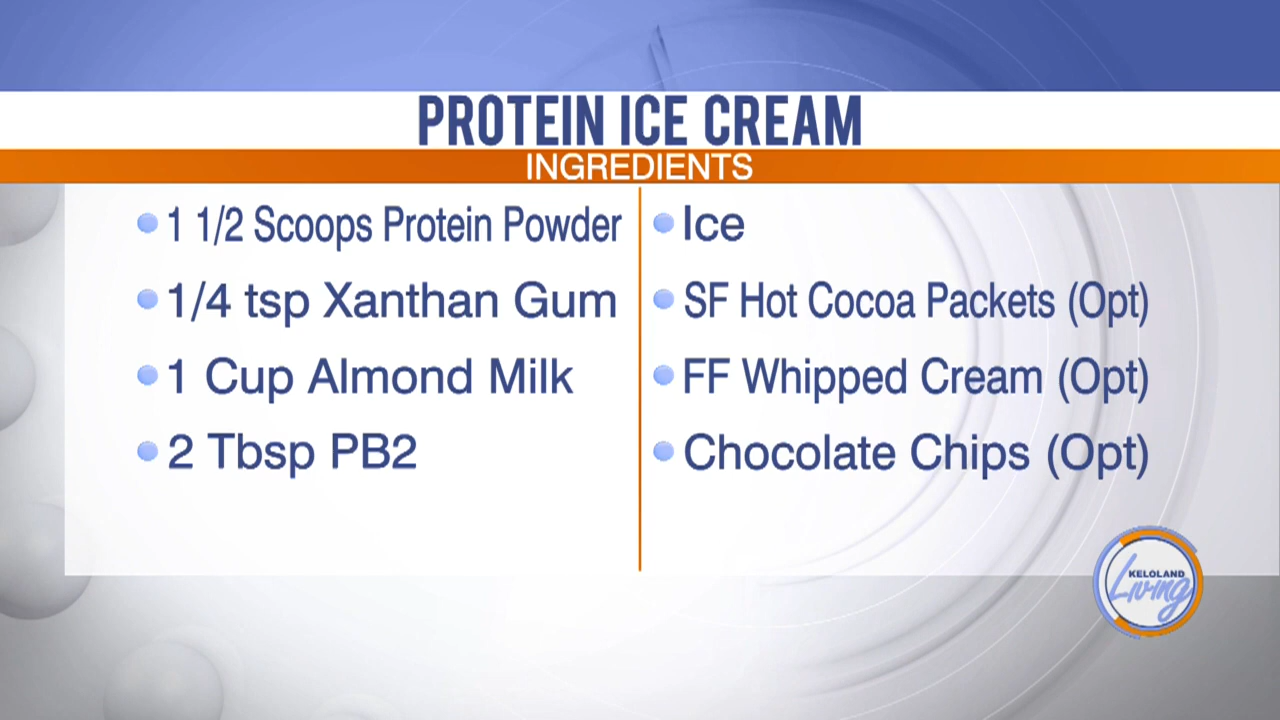 PROTEIN ICE CREAM
INGREDIENTS
1 1/2 Scoops Protein Powder
1/4 tsp Xanthan Gum
1 Cup Almond Milk
2 Tbsp PB2
Ice
SF Hot Cocoa Packets (Opt)
FF Whipped Cream (Opt)
Chocolate Chips (Opt)
KELOLAND
Living